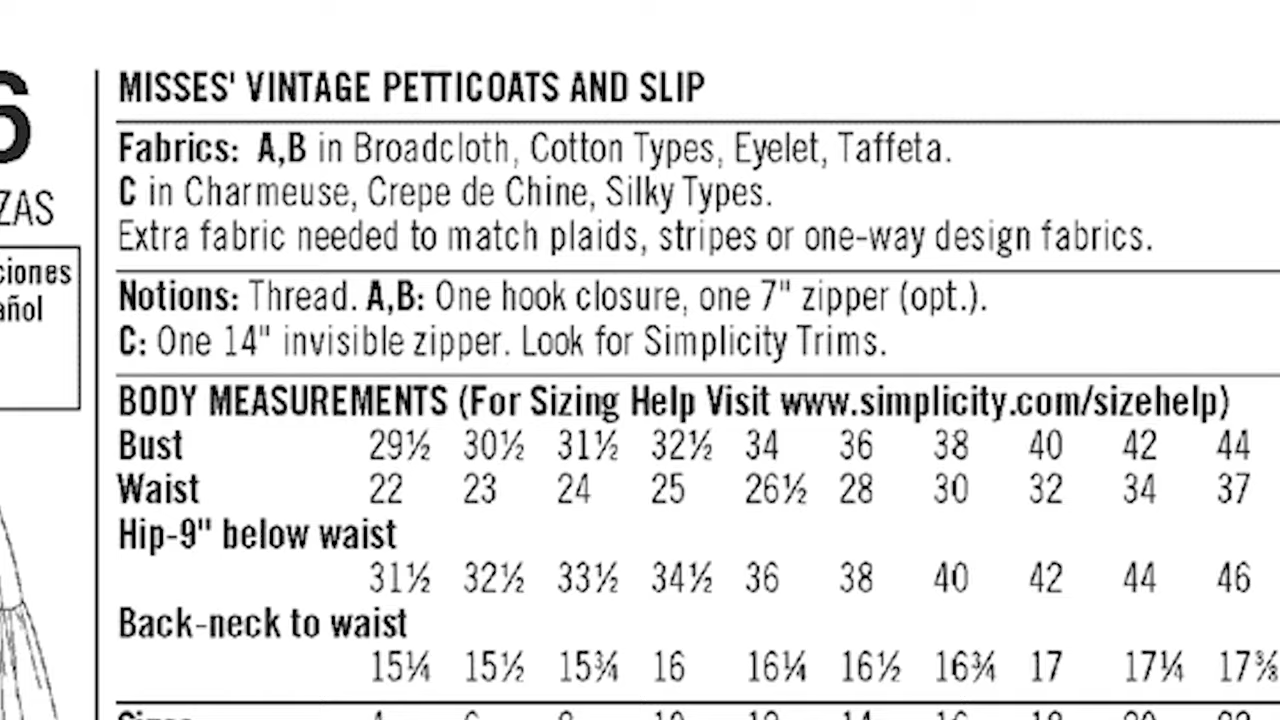 6
MISSES' VINTAGE PETTICOATS AND SLIP
ZAS
ciones
añol
Fabrics: A,B in Broadcloth, Cotton Types, Eyelet, Taffeta.
C in Charmeuse, Crepe de Chine, Silky Types.
Extra fabric needed to match plaids, stripes or one-way design fabrics.
Notions: Thread. A,B: One hook closure, one 7" zipper (opt.).
C: One 14" invisible zipper. Look for Simplicity Trims.
BODY MEASUREMENTS (For Sizing Help Visit www.simplicity.com/sizehelp)
Bust 29½ 30½ 31½ 32½ 34 36 38 40 42 44
Waist 22 23 24 25 26½ 28 30 32 34 37
Hip-9" below waist
31½ 32½ 33½ 34½ 36 38 40 42 44 46
Back-neck to waist
15¼ 15½ 15¾ 16 16¼ 16½ 16¾ 17 17¼ 17⅜